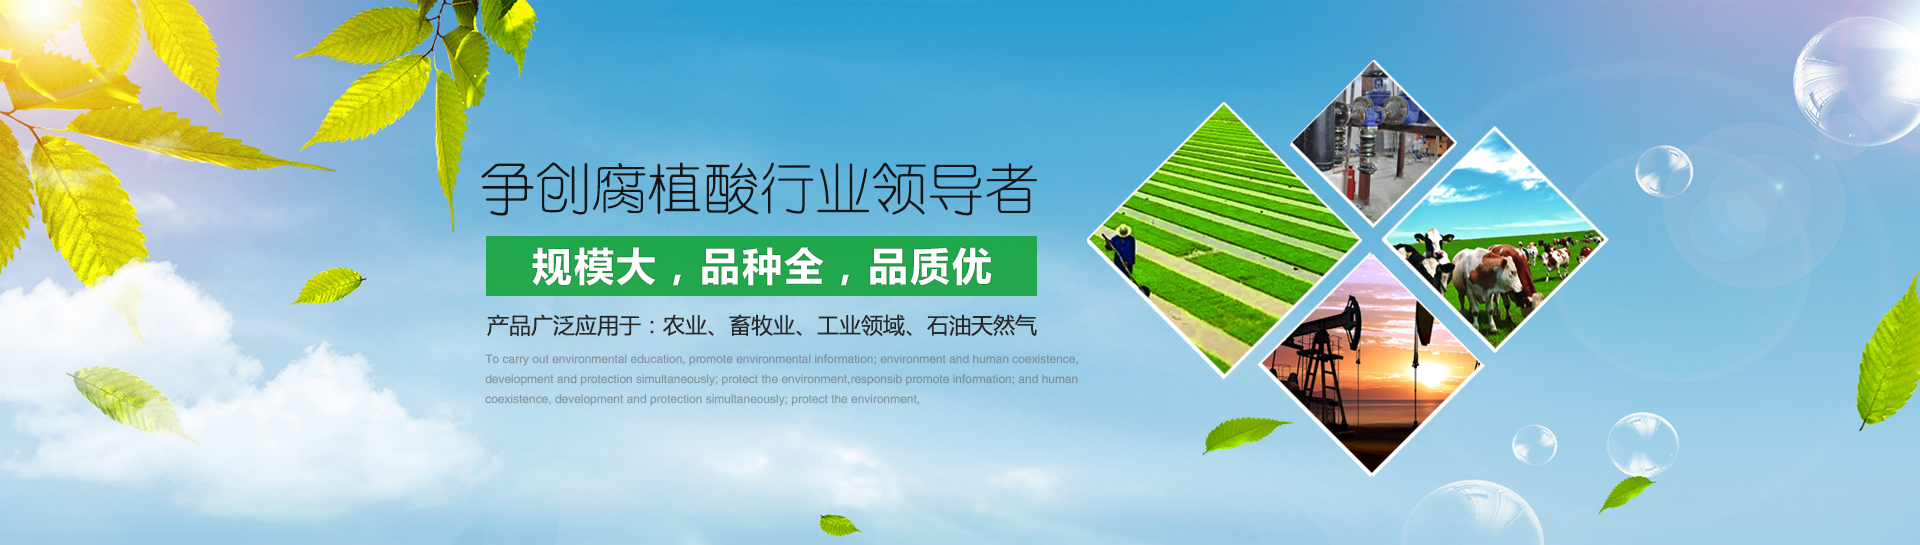 争创腐植酸行业领导者
规模大，品种全，品质优
产品广泛应用于：农业、畜牧业、工业领域、石油天然气
To carry out environmental education, promote environmental information; environment and human coexistence,
development and protection simultaneously; protect the environment,responsib promote information; and human
coexistence, development and protection simultaneously; protect the environment,